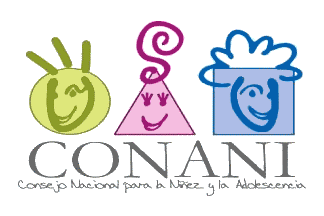 CONANI
Consejo Nacional para la Niñez y la Adolescencia